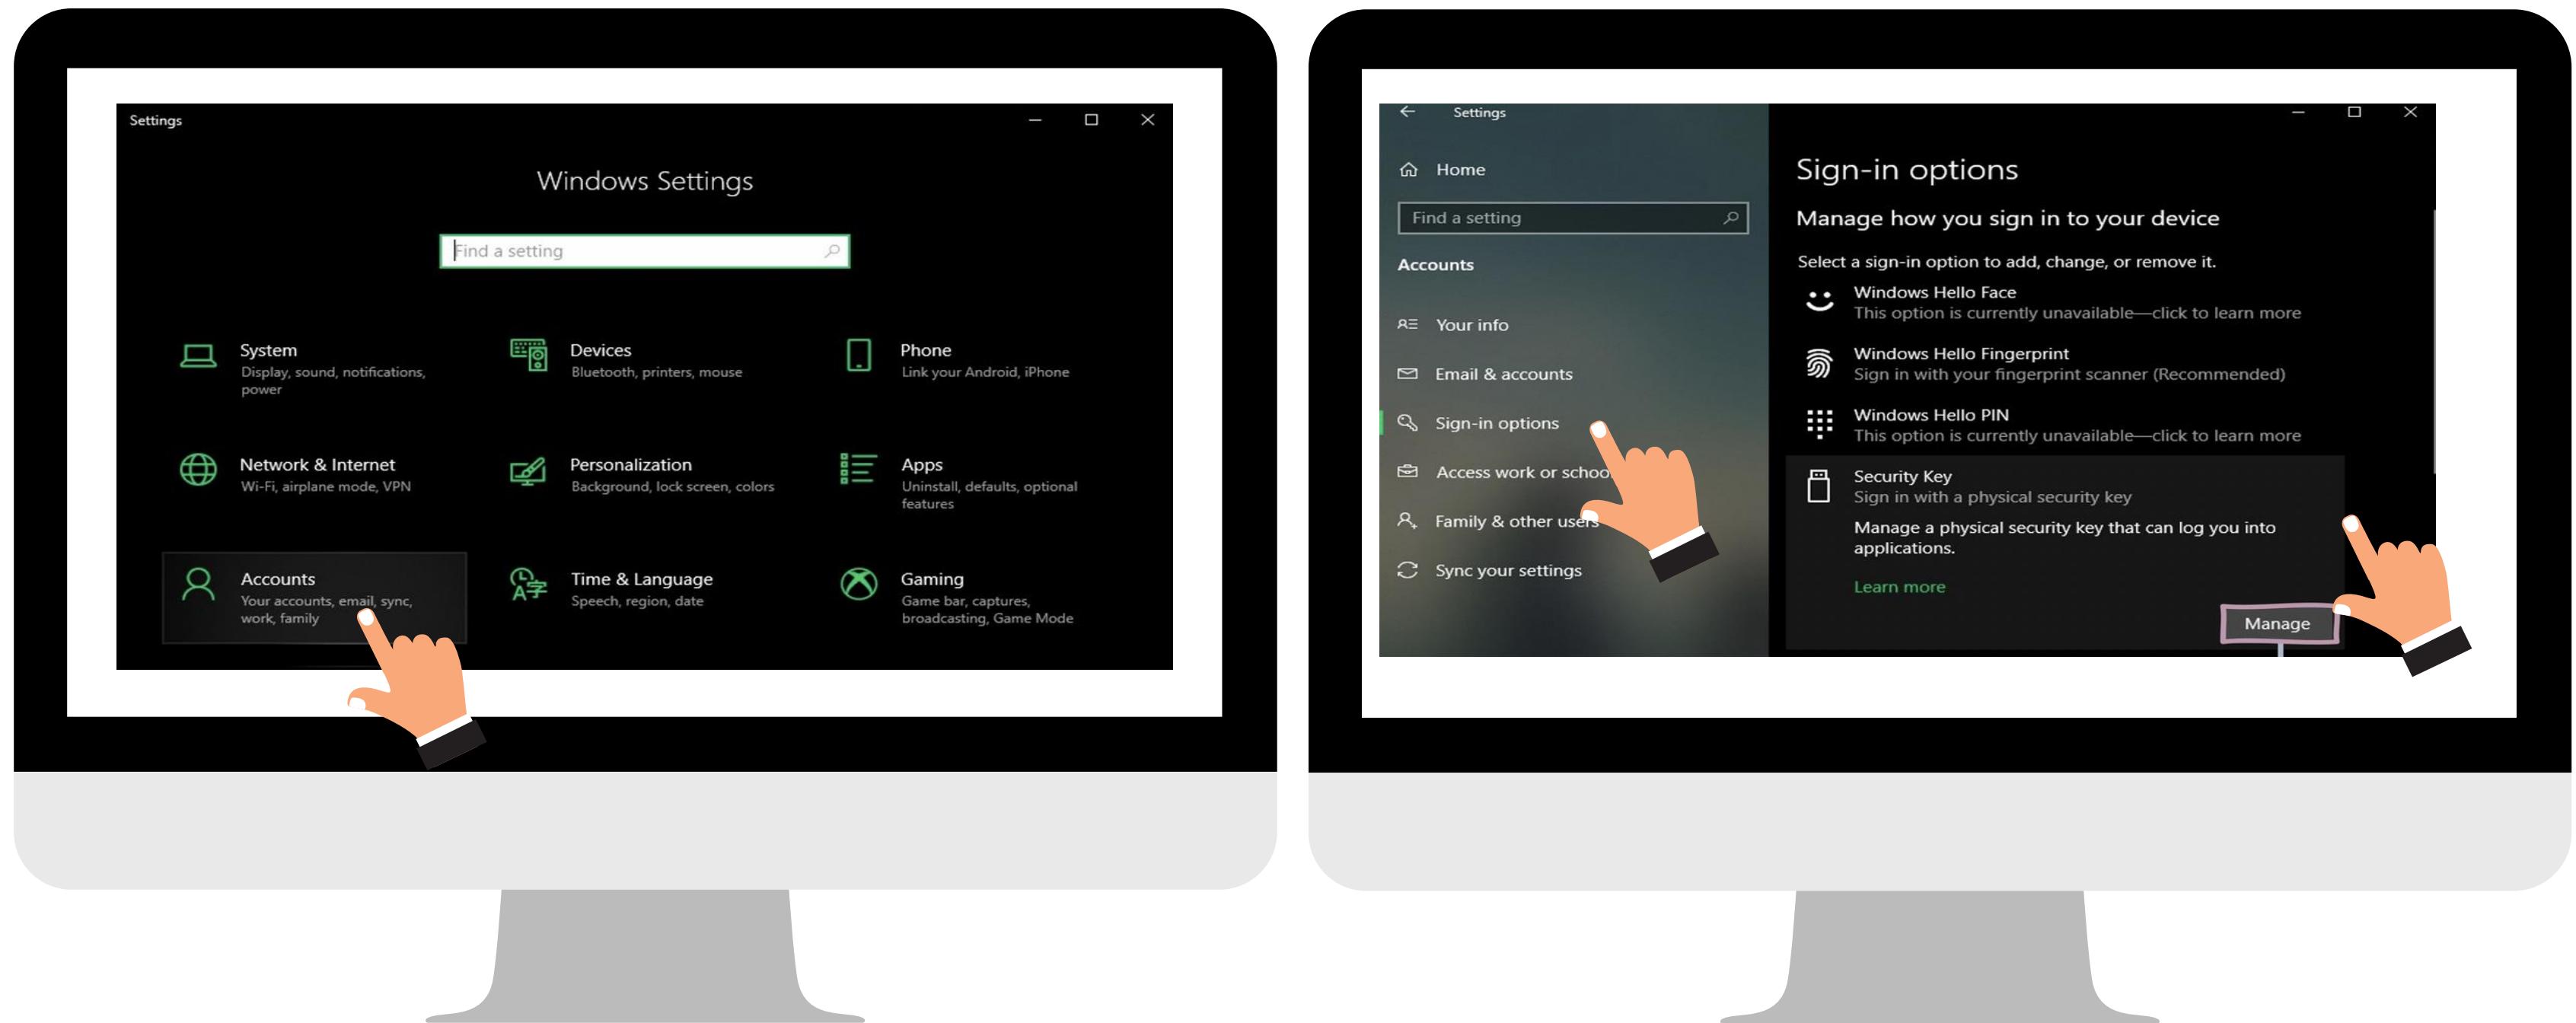 Settings
Windows Settings
Find a setting
System
Display, sound, notifications,
power
Devices
Bluetooth, printers, mouse
Phone
Link your Android, iPhone
Network & Internet
Wi-Fi, airplane mode, VPN
Personalization
Background, lock screen, colors
Apps
Uninstall, defaults, optional
features
Accounts
Your accounts, email, sync,
work, family
Time & Language
Speech, region, date
Gaming
Game bar, captures,
broadcasting, Game Mode
Settings
Home
Find a setting
Accounts
Your info
Email & accounts
Sign-in options
Access work or schoo
Family & other users
Sync your settings
Sign-in options
Manage how you sign in to your device
Select a sign-in option to add, change, or remove it.
Windows Hello Face
This option is currently unavailable—click to learn more
Windows Hello Fingerprint
Sign in with your fingerprint scanner (Recommended)
Windows Hello PIN
This option is currently unavailable—click to learn more
Security Key
Sign in with a physical security key
Manage a physical security key that can log you into
applications.
Learn more
Manage